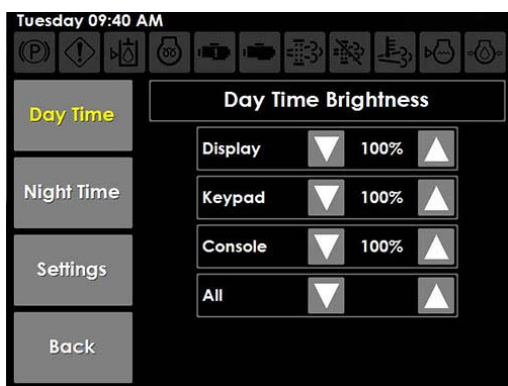 Tuesday 09:40 AM
(P)
Day Time
Day Time Brightness
Display 100%
Night Time
Keypad 100%
Console 100%
Settings
All
Back